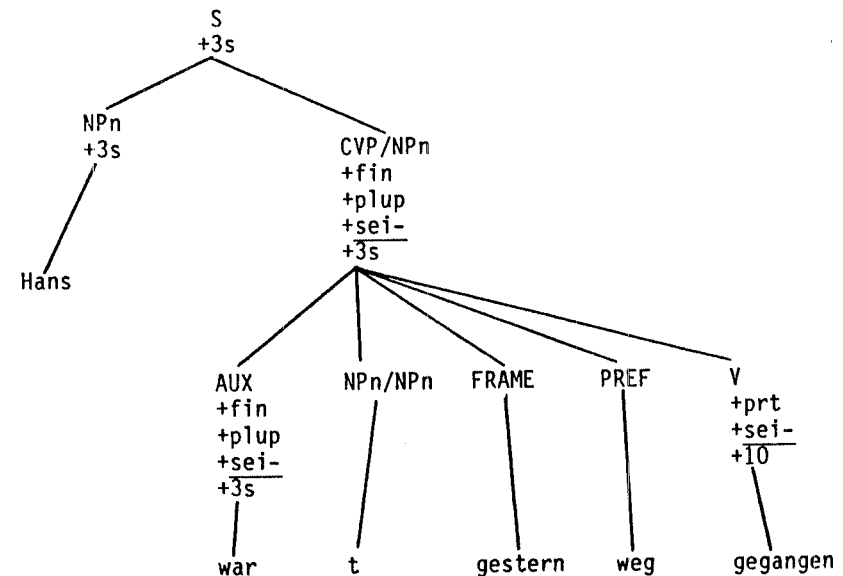 S
+3s
NPn
+3s
CVP/NPn
+fin
+plup
+sei-
+3s
Hans
AUX
+fin
+plup
+sei-
+3s
NPn/NPn
FRAME
PREF
V
+prt
+sei-
+10
war t gestern weg gegangen